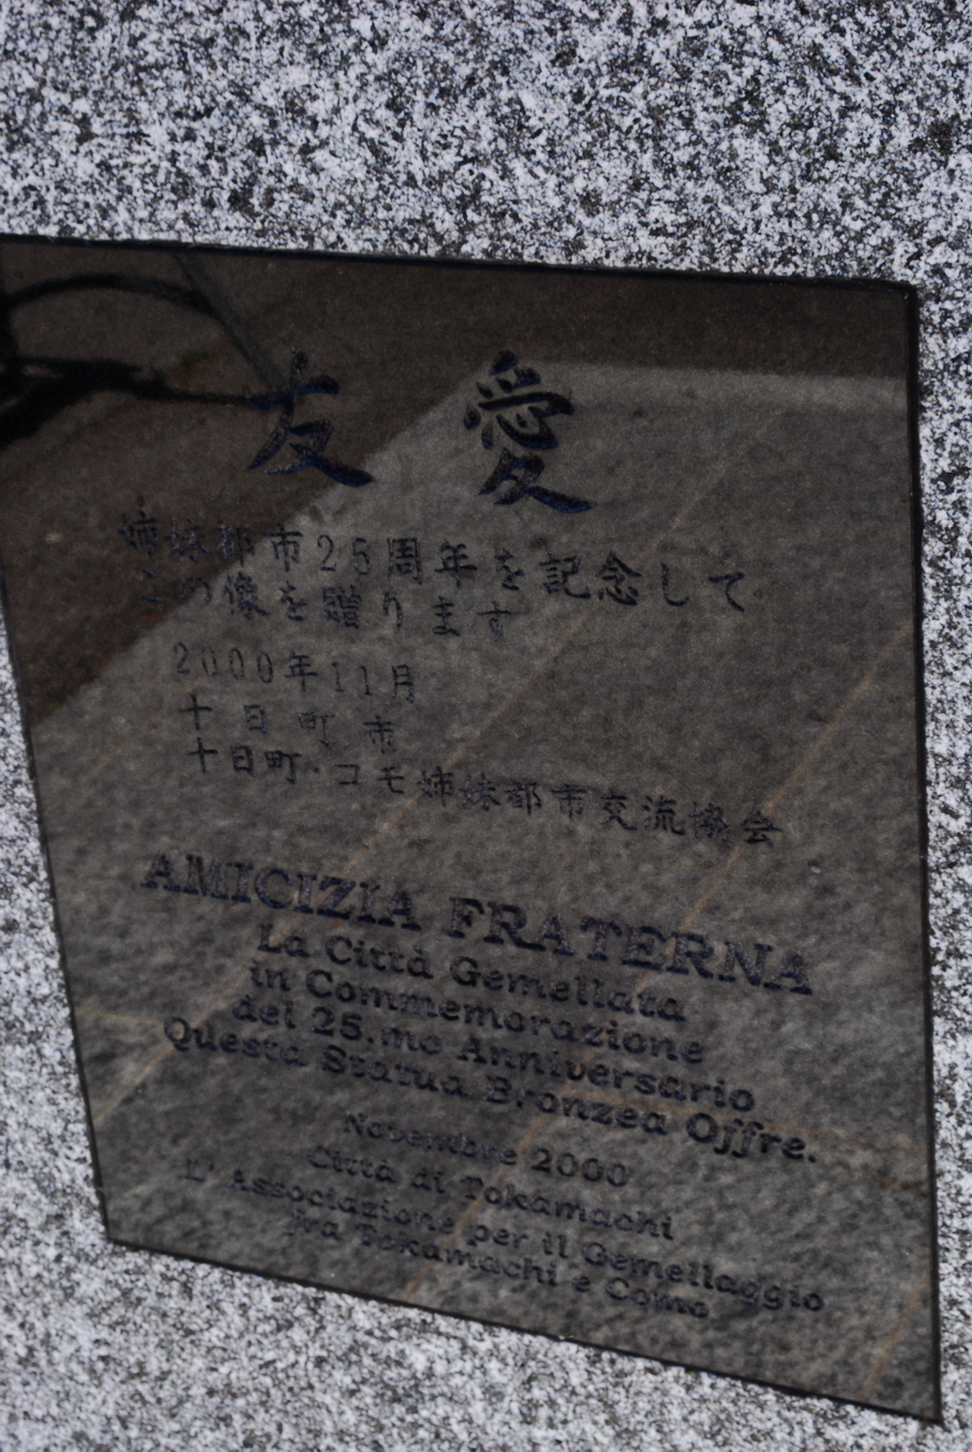 友愛
姉妹都市25周年を記念して
この像を贈ります
2000年11月
十日町市
十日町・コモ姉妹都市交流協会
AMICIZIA FRATERNA
La Città Gemellata
in Commemorazione
del 25.mo Anniversario
Questa Statua Bronzea Offre.
Novembre 2000
Città di Tokamachi
L'Associazione per il Gemellaggio
fra Tokamachi e Como